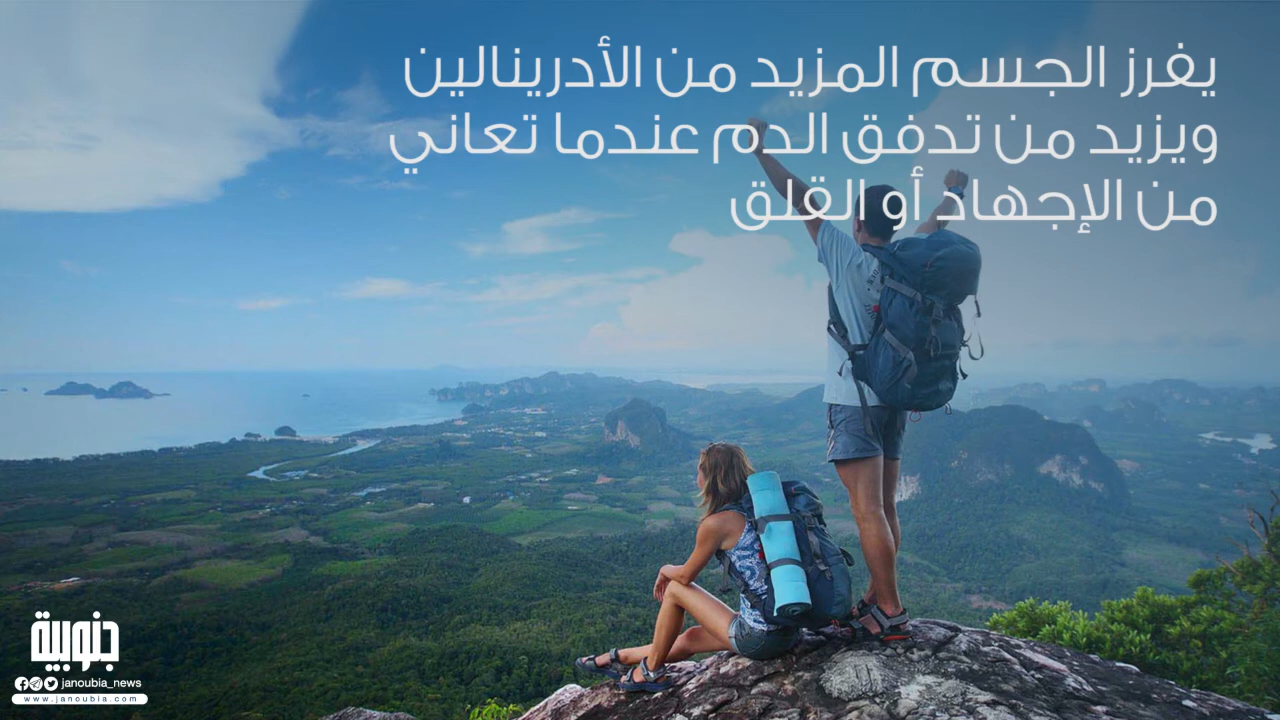 يفرز الجسم المزيد من الأدرينالين
ويزيد من تدفق الدم عندما تعاني
من الإجهاد أو القلق
جنوبية
janoubia_news
www.janoubia.com